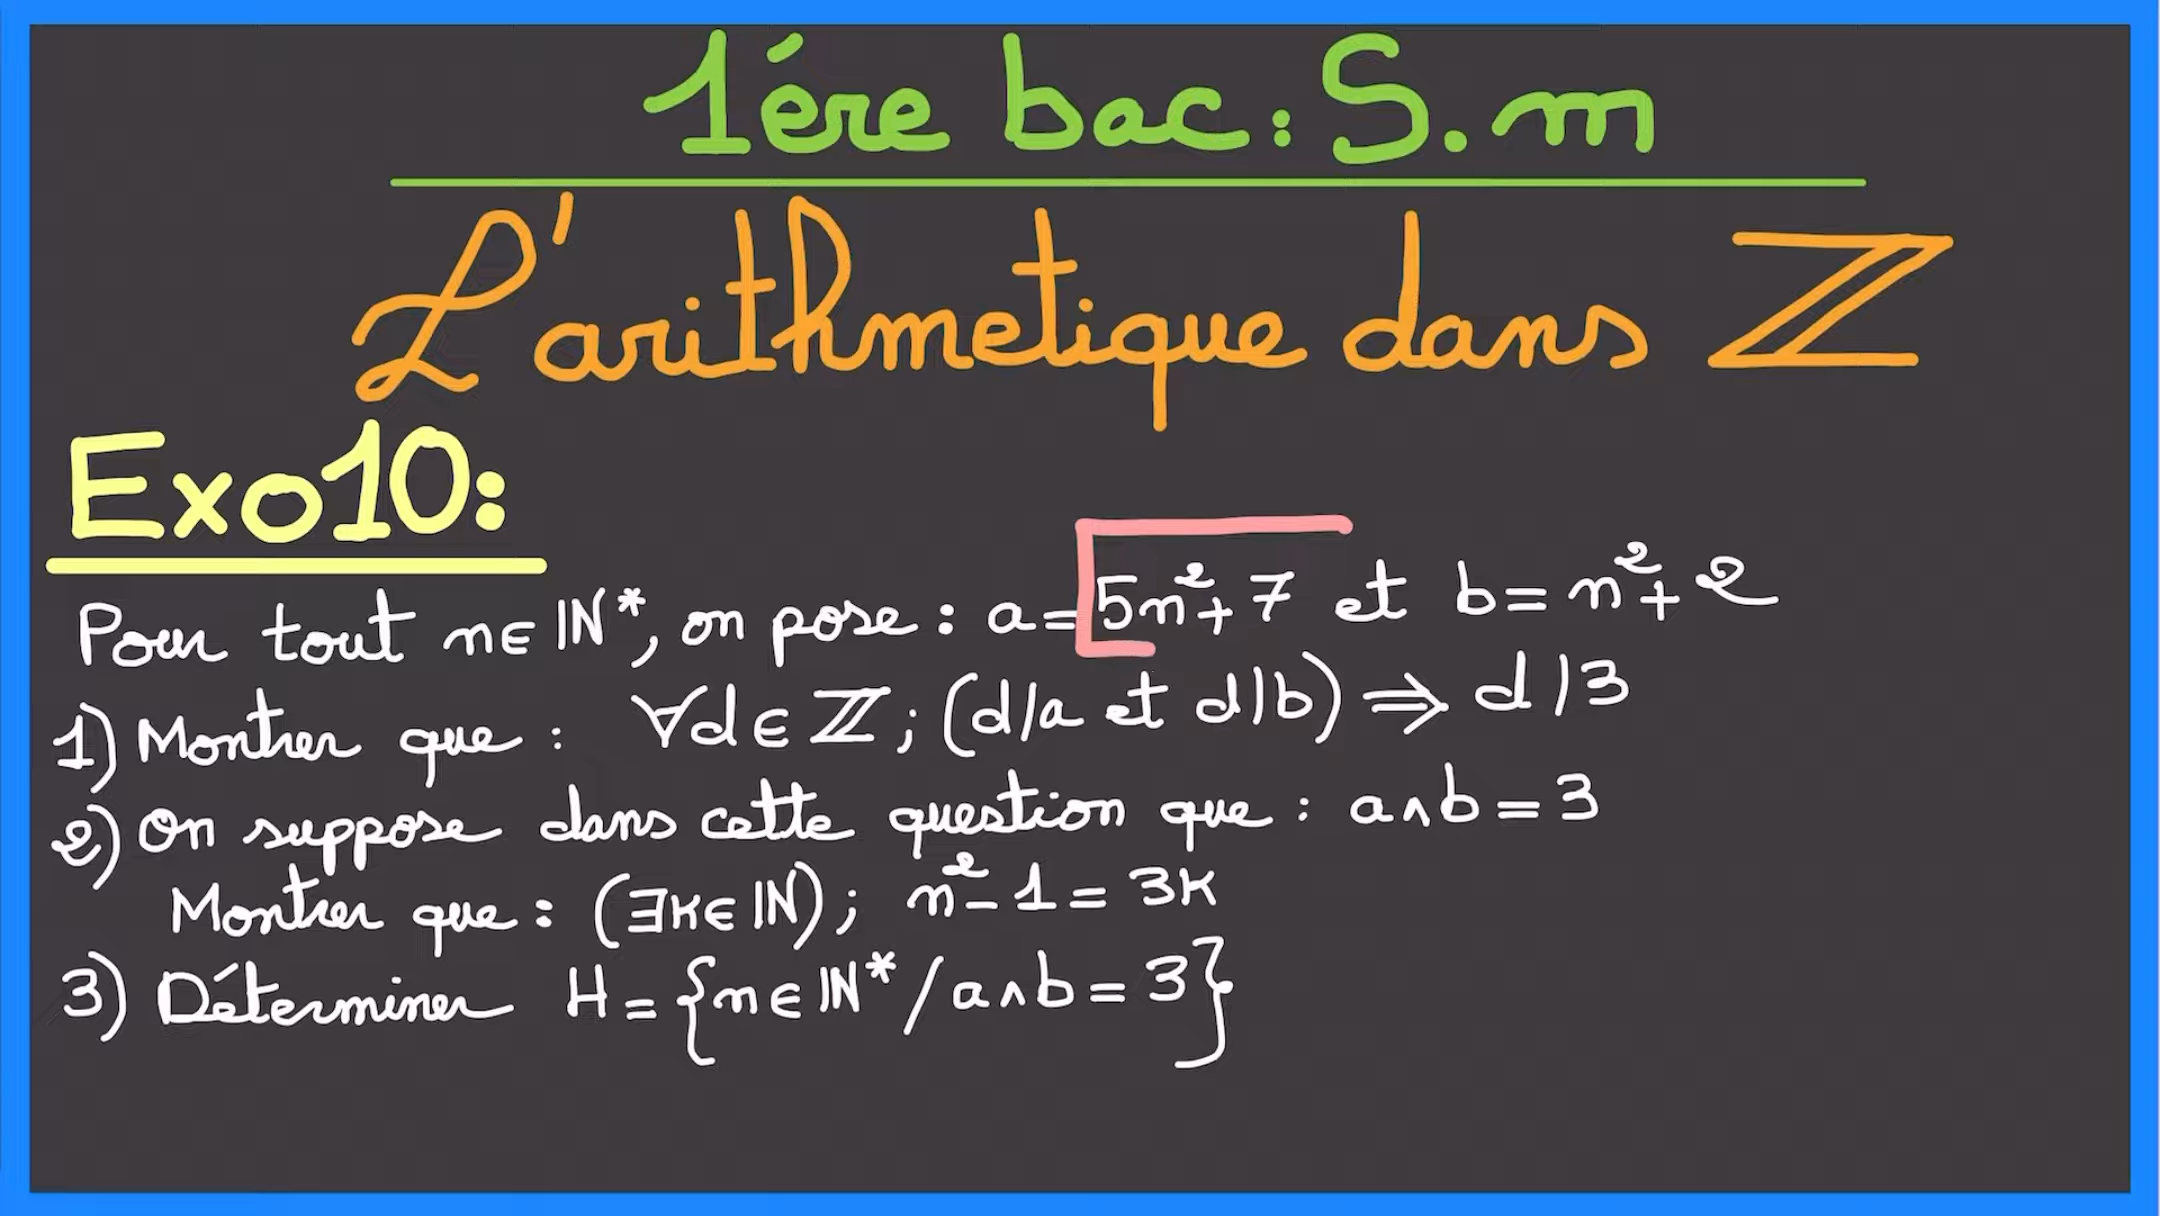 1ére bac: S.m
L'arithmetique dans ℤ
Exo10:
Pour tout n∈ℕ*, on pose : a=5n²+7 et b=n²+2
1) Montrer que : ∀d∈ℤ; (d/a et d/b) ⇒ d/3
2) On suppose dans cette question que : a∧b=3
Montrer que : (∃k∈ℕ); n²-1=3k
3) Déterminer H={n∈ℕ*/a∧b=3}